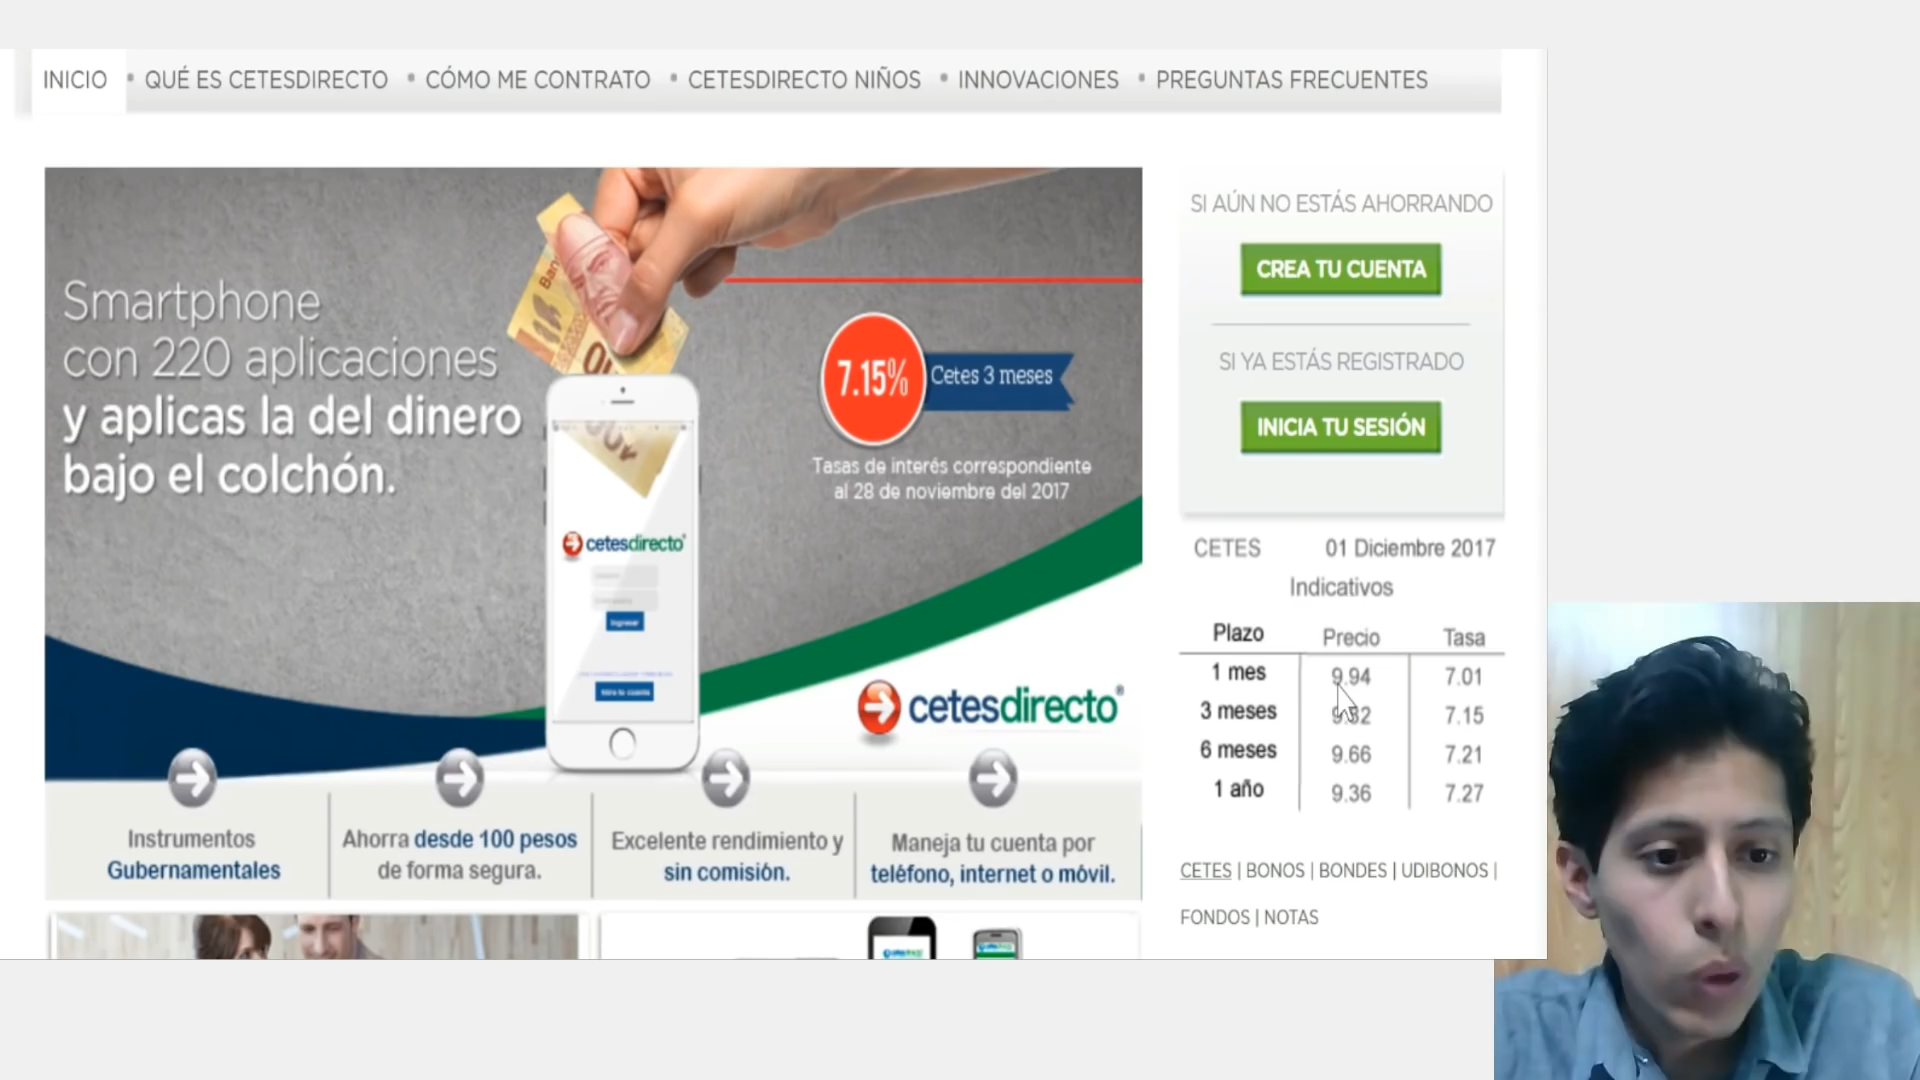 INICIO • QUÉ ES CETESDIRECTO • CÓMO ME CONTRATO • CETESDIRECTO NIÑOS • INNOVACIONES • PREGUNTAS FRECUENTES
Smartphone
con 220 aplicaciones
y aplicas la del dinero
bajo el colchón.
7.15% Cetes 3 meses
Tasas de interés correspondiente
al 28 de noviembre del 2017
cetesdirecto
Ingresar
cetesdirecto®
Instrumentos
Gubernamentales
Ahorra desde 100 pesos
de forma segura.
Excelente rendimiento y
sin comisión.
Maneja tu cuenta por
teléfono, internet o móvil.
SI AÚN NO ESTÁS AHORRANDO
CREA TU CUENTA
SI YA ESTÁS REGISTRADO
INICIA TU SESIÓN
CETES 01 Diciembre 2017
Indicativos
Plazo Precio Tasa
1 mes 9.94 7.01
3 meses 7.15
6 meses 9.66 7.21
1 año 9.36 7.27
CETES | BONOS | BONDES | UDIBONOS |
FONDOS | NOTAS